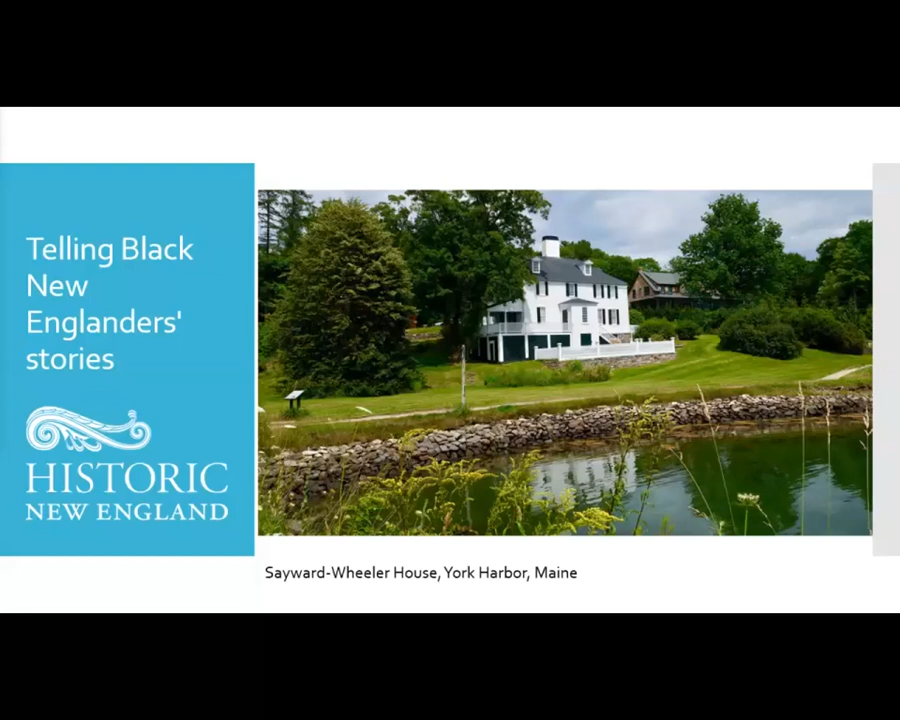 Telling Black
New
Englanders'
stories
HISTORIC
NEW ENGLAND
Sayward-Wheeler House, York Harbor, Maine